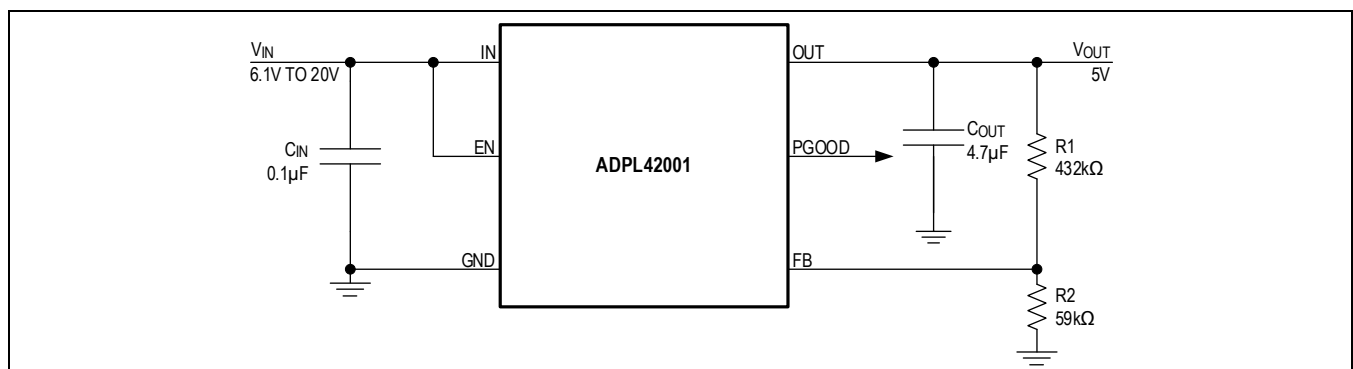 VIN
6.1V TO 20V
IN
OUT
VOUT
5V
CIN
0.1µF
EN
ADPL42001
PGOOD
COUT
4.7µF
R1
432kΩ
GND
FB
R2
59kΩ